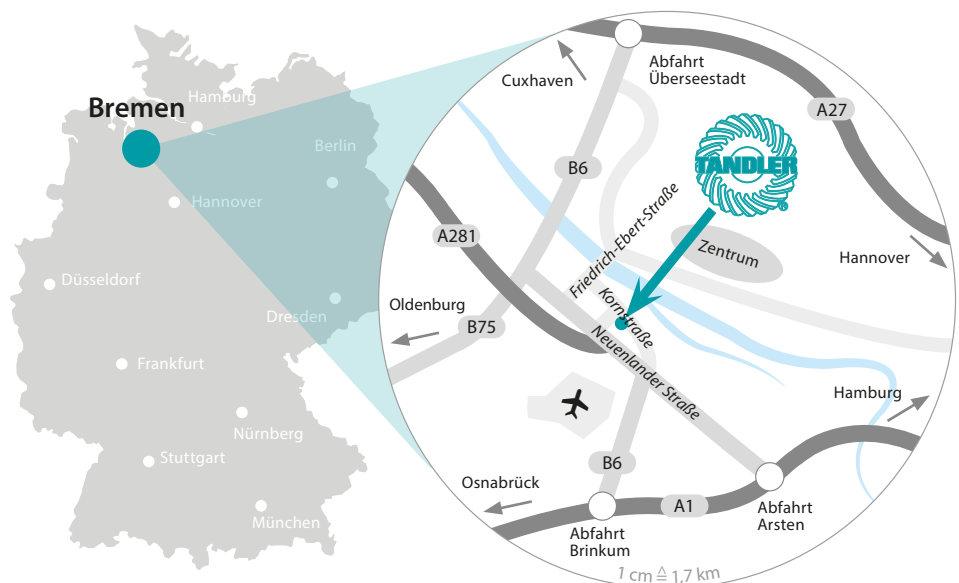 Bremen
Hamburg
Berlin
Hannover
Düsseldorf
Dresden
Frankfurt
Nürnberg
Stuttgart
München
Abfahrt
Überseestadt
Cuxhaven
A27
B6
TANDLER
®
Friedrich-Ebert-Straße
A281
Zentrum
Hannover
Oldenburg
Kornstraße
B75
Neuenlander Straße
Hamburg
B6
Osnabrück
A1
Abfahrt
Arsten
Abfahrt
Brinkum
1 cm ≙ 1,7 km